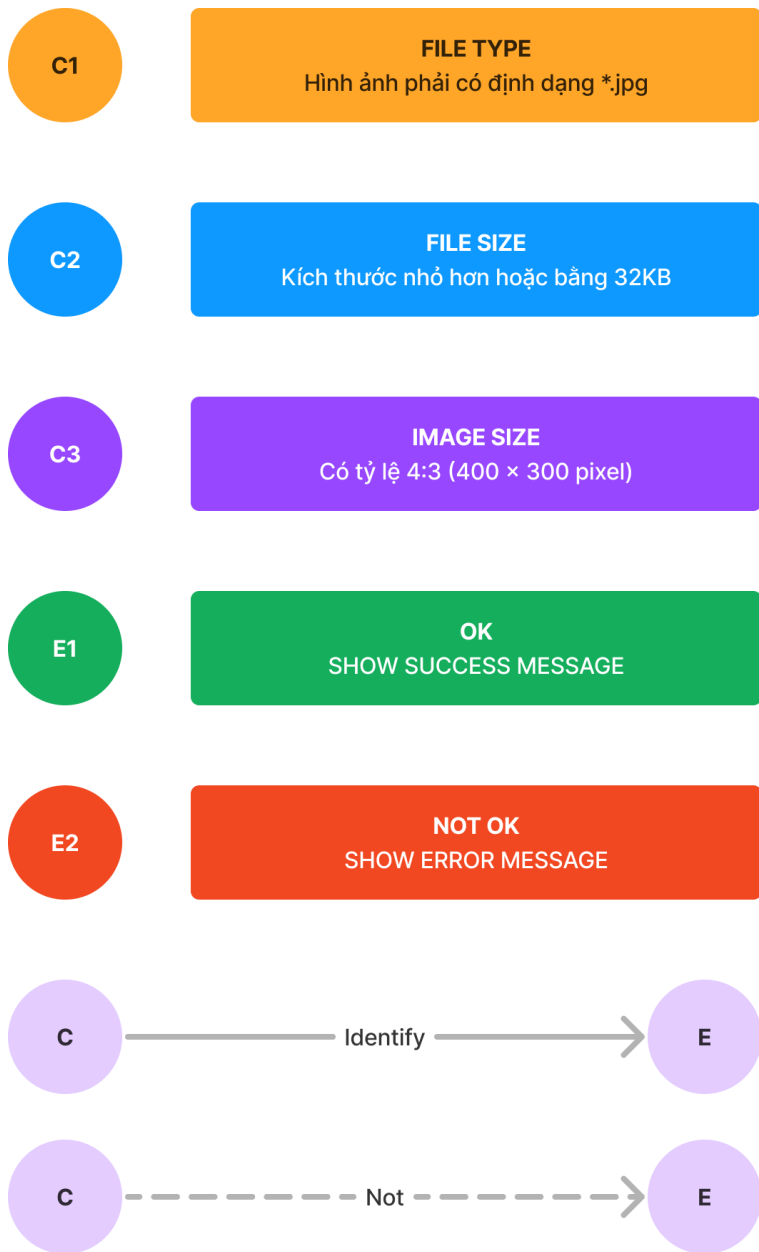 C1
FILE TYPE
Hình ảnh phải có định dạng *.jpg
C2
FILE SIZE
Kích thước nhỏ hơn hoặc bằng 32KB
C3
IMAGE SIZE
Có tỷ lệ 4:3 (400 × 300 pixel)
E1
OK
SHOW SUCCESS MESSAGE
E2
NOT OK
SHOW ERROR MESSAGE
C Identify E
C Not E